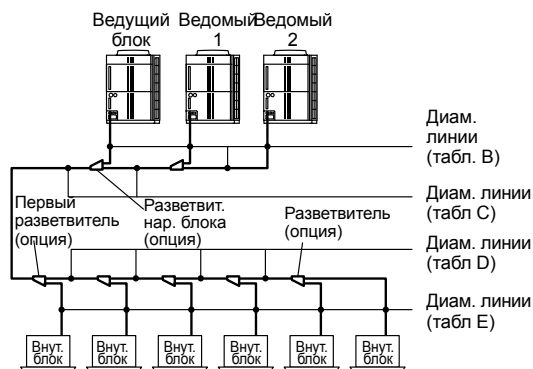 Ведущий блок
Ведомый 1
Ведомый 2
Диам. линии (табл. B)
Диам. линии (табл C)
Первый разветвитель (опция)
Разветвит. нар. блока (опция)
Разветвитель (опция)
Диам. линии (табл D)
Диам. линии (табл E)
Внут. блок
Внут. блок
Внут. блок
Внут. блок
Внут. блок
Внут. блок